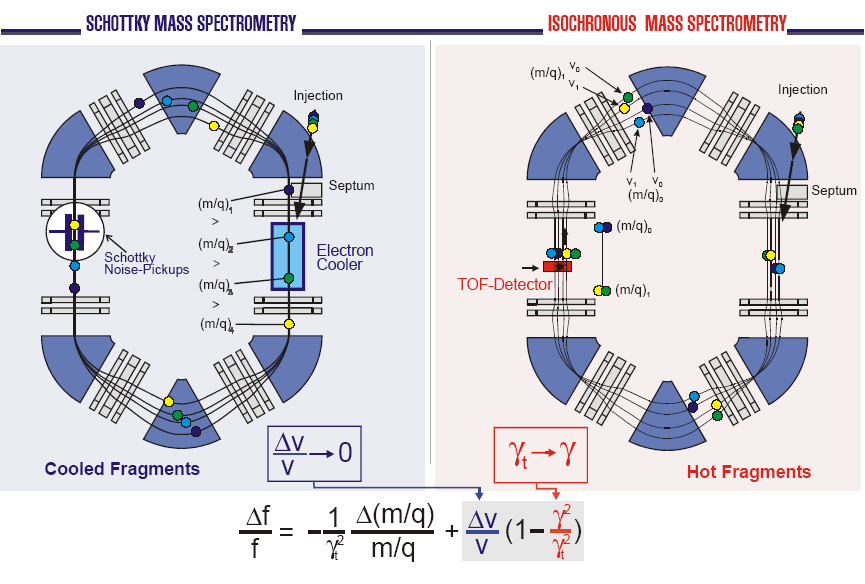 SCHOTTKY MASS SPECTROMETRY
Injection
Septum
(m/q)₁
>
(m/q)₂
>
(m/q)₃
>
(m/q)₄
Electron
Cooler
Schottky
Noise-Pickups
Δv/v → 0
Cooled Fragments
ISOCHRONOUS MASS SPECTROMETRY
(m/q)₁ v₀
v₁
Injection
v₁ v₀
(m/q)₀
Septum
(m/q)₀
TOF-Detector
(m/q)₁
γₜ → γ
Hot Fragments
Δf/f = -1/γₜ² Δ(m/q)/m/q + Δv/v (1- γ²/γₜ²)